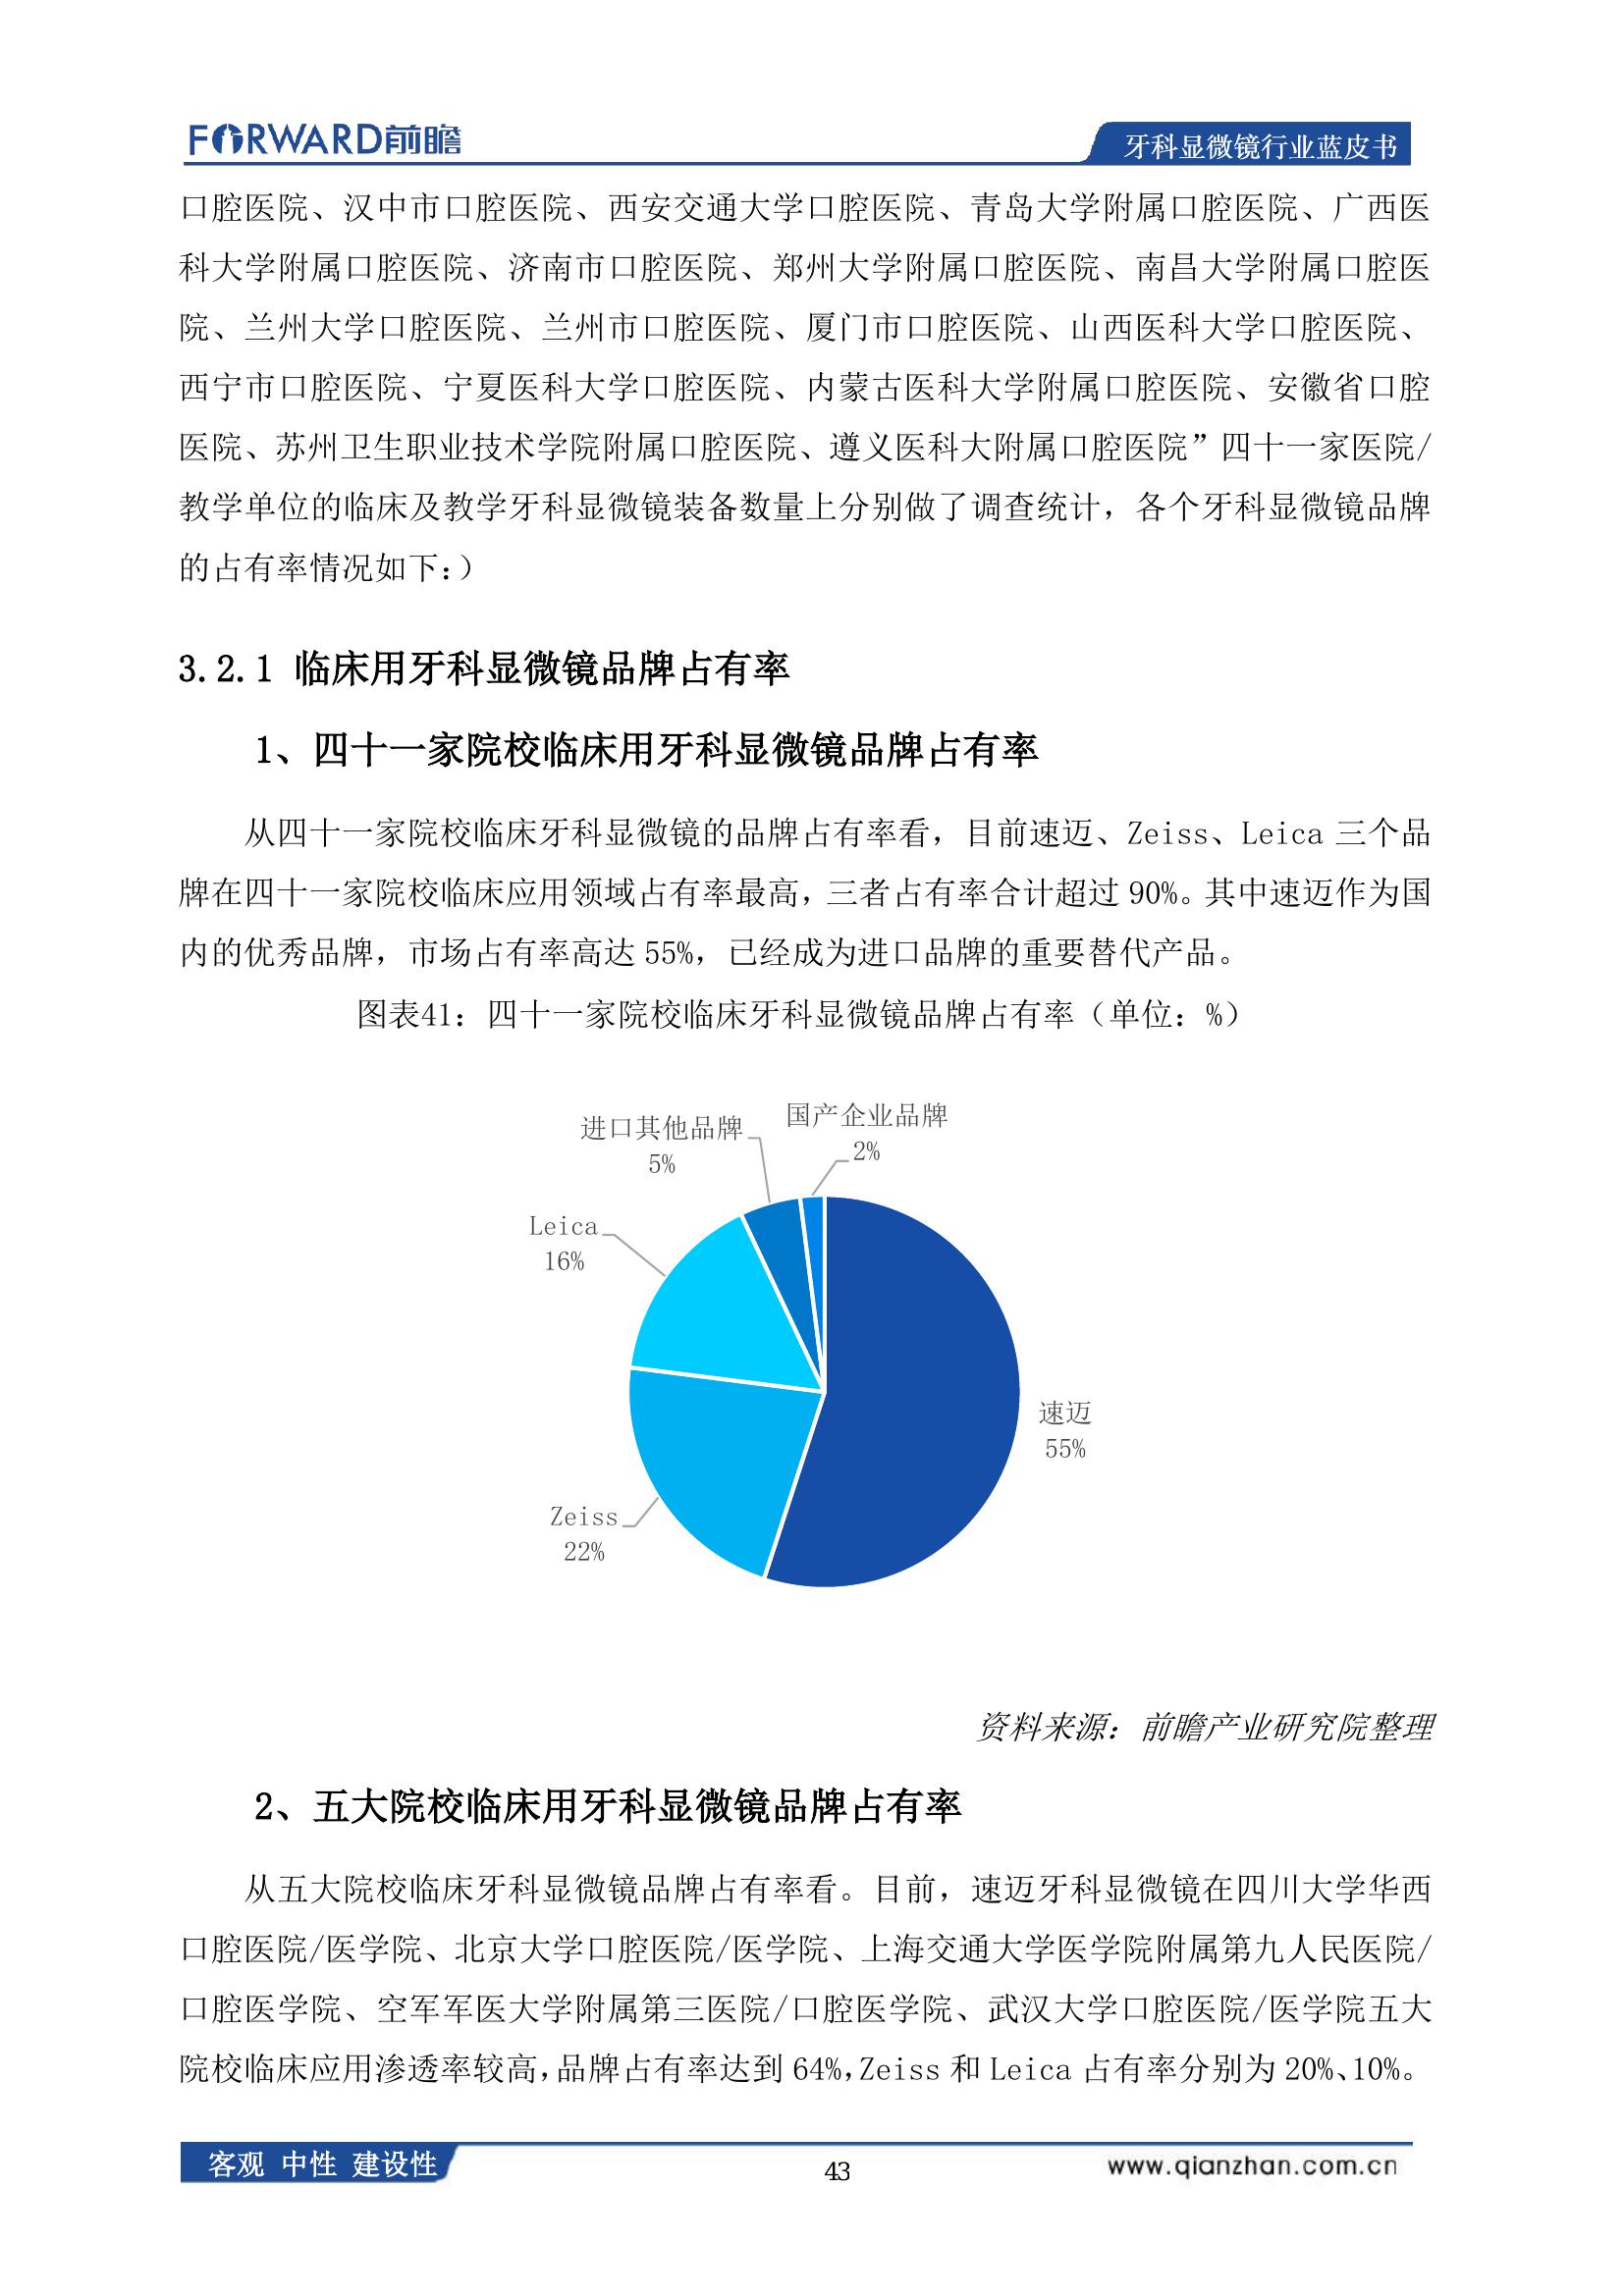 FORWARD前瞻
牙科显微镜行业蓝皮书
口腔医院、汉中市口腔医院、西安交通大学口腔医院、青岛大学附属口腔医院、广西医
科大学附属口腔医院、济南市口腔医院、郑州大学附属口腔医院、南昌大学附属口腔医
院、兰州大学口腔医院、兰州市口腔医院、厦门市口腔医院、山西医科大学口腔医院、
西宁市口腔医院、宁夏医科大学口腔医院、内蒙古医科大学附属口腔医院、安徽省口腔
医院、苏州卫生职业技术学院附属口腔医院、遵义医科大附属口腔医院”四十一家医院/
教学单位的临床及教学牙科显微镜装备数量上分别做了调查统计，各个牙科显微镜品牌
的占有率情况如下:）
3.2.1 临床用牙科显微镜品牌占有率
1、四十一家院校临床用牙科显微镜品牌占有率
从四十一家院校临床牙科显微镜的品牌占有率看，目前速迈、Zeiss、Leica 三个品
牌在四十一家院校临床应用领域占有率最高，三者占有率合计超过 90%。其中速迈作为国
内的优秀品牌，市场占有率高达 55%，已经成为进口品牌的重要替代产品。
图表41：四十一家院校临床牙科显微镜品牌占有率（单位：%）
国产企业品牌
2%
进口其他品牌
5%
Leica
16%
速迈
55%
Zeiss
22%
资料来源：前瞻产业研究院整理
2、五大院校临床用牙科显微镜品牌占有率
从五大院校临床牙科显微镜品牌占有率看。目前，速迈牙科显微镜在四川大学华西
口腔医院/医学院、北京大学口腔医院/医学院、上海交通大学医学院附属第九人民医院/
口腔医学院、空军军医大学附属第三医院/口腔医学院、武汉大学口腔医院/医学院五大
院校临床应用渗透率较高，品牌占有率达到 64%，Zeiss 和 Leica 占有率分别为 20%、10%。
客观 中性 建设性
43
www.qianzhan.com.cn